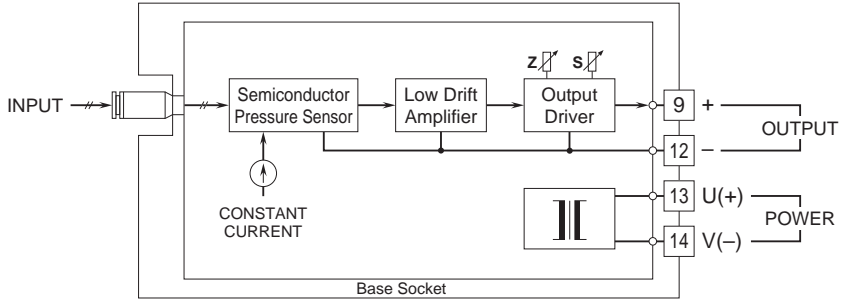 Z
S
INPUT
Semiconductor
Pressure Sensor
Low Drift
Amplifier
Output
Driver
9
+
OUTPUT
12
–
CONSTANT
CURRENT
13
U(+)
POWER
14
V(–)
Base Socket